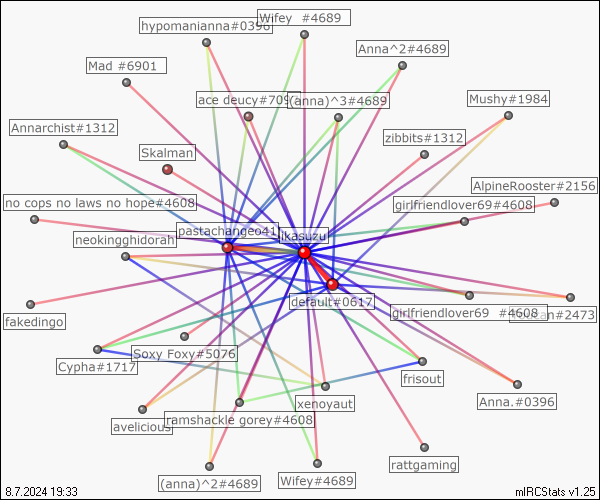 hypomanianna#0396
Wifey  #4689
Anna^2#4689
Mad #6901
ace deucy#709
(anna)^3#4689
Mushy#1984
Annarchist#1312
zibbits#1312
Skalman
AlpineRooster#2156
no cops no laws no hope#4608
girlfriendlover69#4608
pastachangeo41
ikasuzu
neokingghidorah
default#0617
girlfriendlover69  #4608
#2473
fakedingo
Soxy Foxy#5076
Cypha#1717
frisout
xenoyaut
Anna.#0396
avelicious
ramshackle gorey#4608
rattgaming
(anna)^2#4689
Wifey#4689
8.7.2024 19:33
mIRCStats v1.25